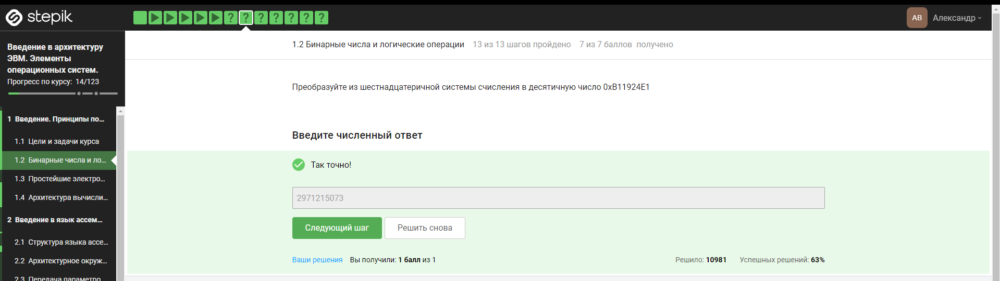 stepik
? ? ? ? ? ? ?
AB Александр
Введение в архитектуру
ЭВМ. Элементы
операционных систем.
Прогресс по курсу: 14/123
1 Введение. Принципы по...
1.1 Цели и задачи курса
1.2 Бинарные числа и ло...
1.3 Простейшие электро...
1.4 Архитектура вычисли...
2 Введение в язык ассем...
2.1 Структура языка ассе...
2.2 Архитектурное окруж...
2.3 Передача параметро
1.2 Бинарные числа и логические операции 13 из 13 шагов пройдено 7 из 7 баллов получено
Преобразуйте из шестнадцатеричной системы счисления в десятичную число 0xB11924E1
Введите численный ответ
Так точно!
2971215073
Следующий шаг Решить снова
Ваши решения Вы получили: 1 балл из 1 Решило: 10981 Успешных решений: 63%